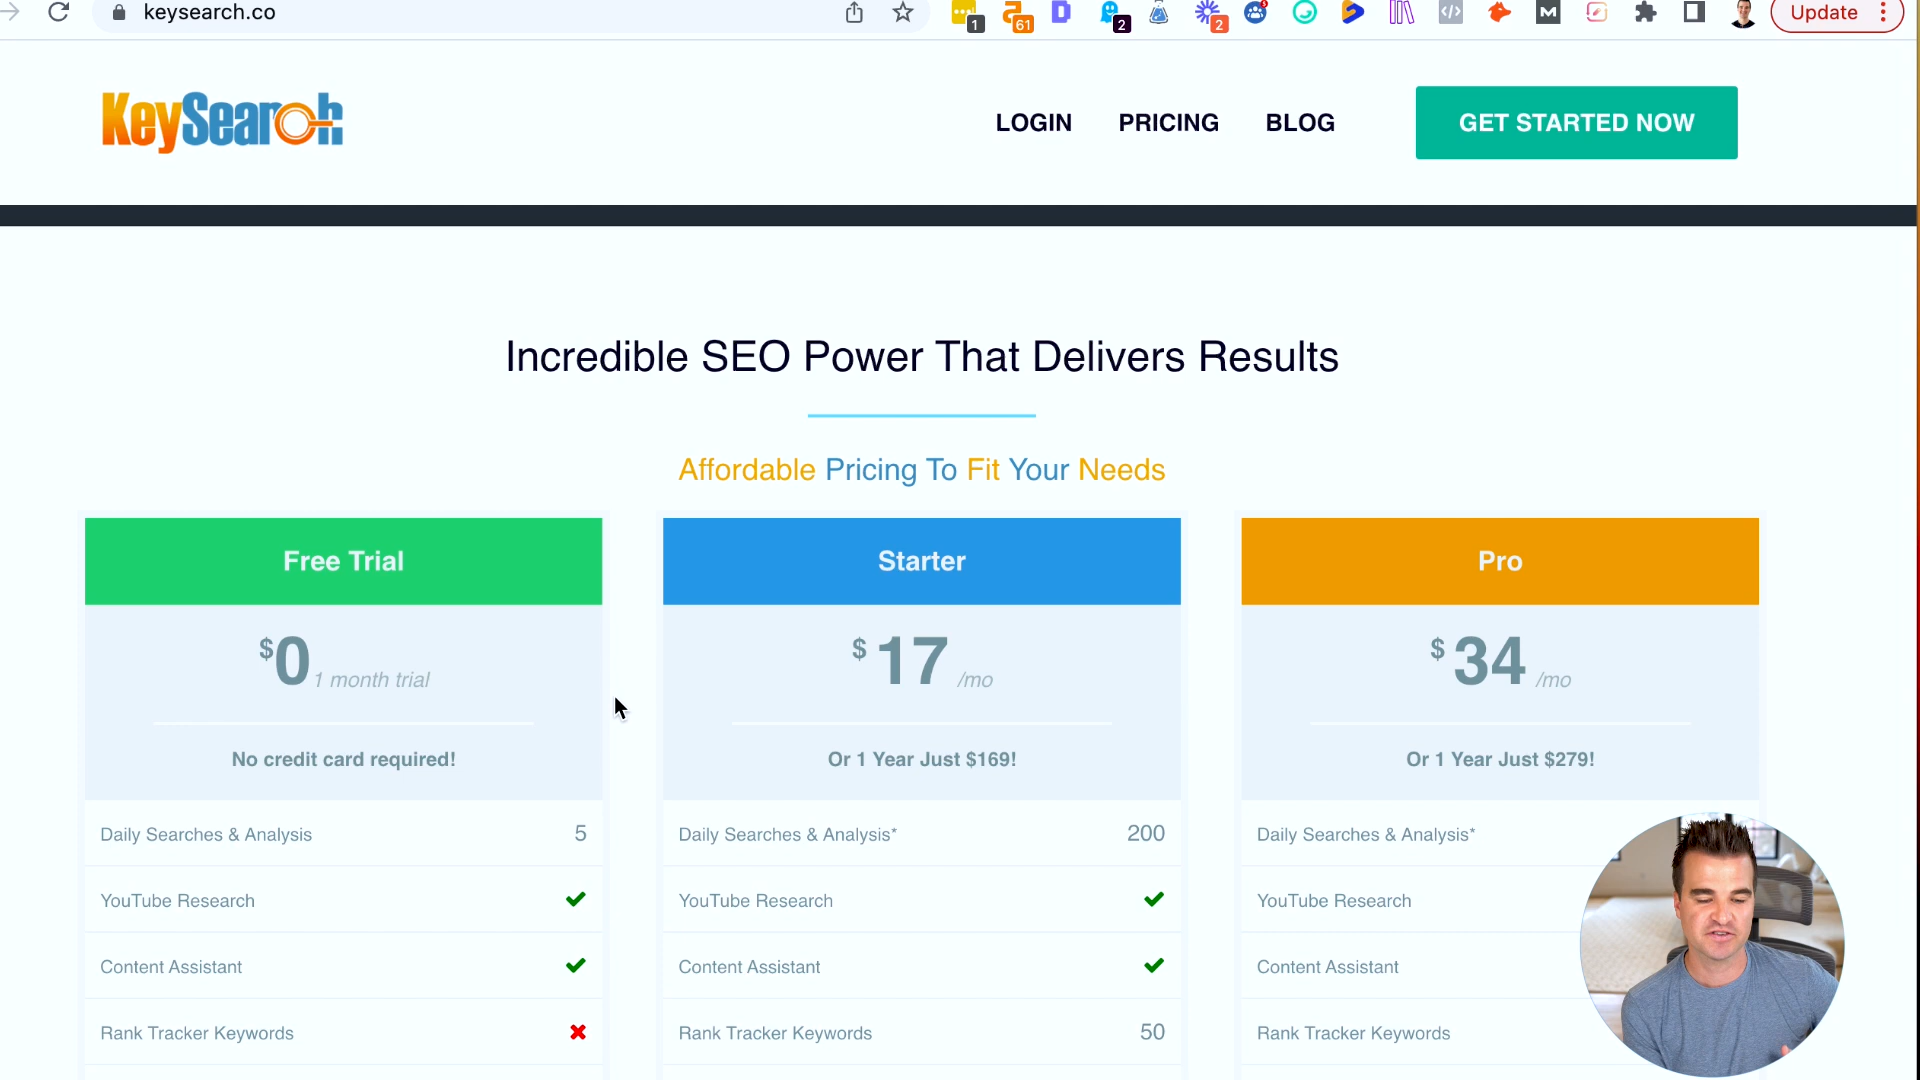 keysearch.co
1
61
2
2
Update
KeySearch
LOGIN
PRICING
BLOG
GET STARTED NOW
Incredible SEO Power That Delivers Results
Affordable Pricing To Fit Your Needs
Free Trial
$0 1 month trial
No credit card required!
Daily Searches & Analysis 5
YouTube Research
Content Assistant
Rank Tracker Keywords
Starter
$ 17 /mo
Or 1 Year Just $169!
Daily Searches & Analysis* 200
YouTube Research
Content Assistant
Rank Tracker Keywords 50
Pro
$ 34 /mo
Or 1 Year Just $279!
Daily Searches & Analysis*
YouTube Research
Content Assistant
Rank Tracker Keywords